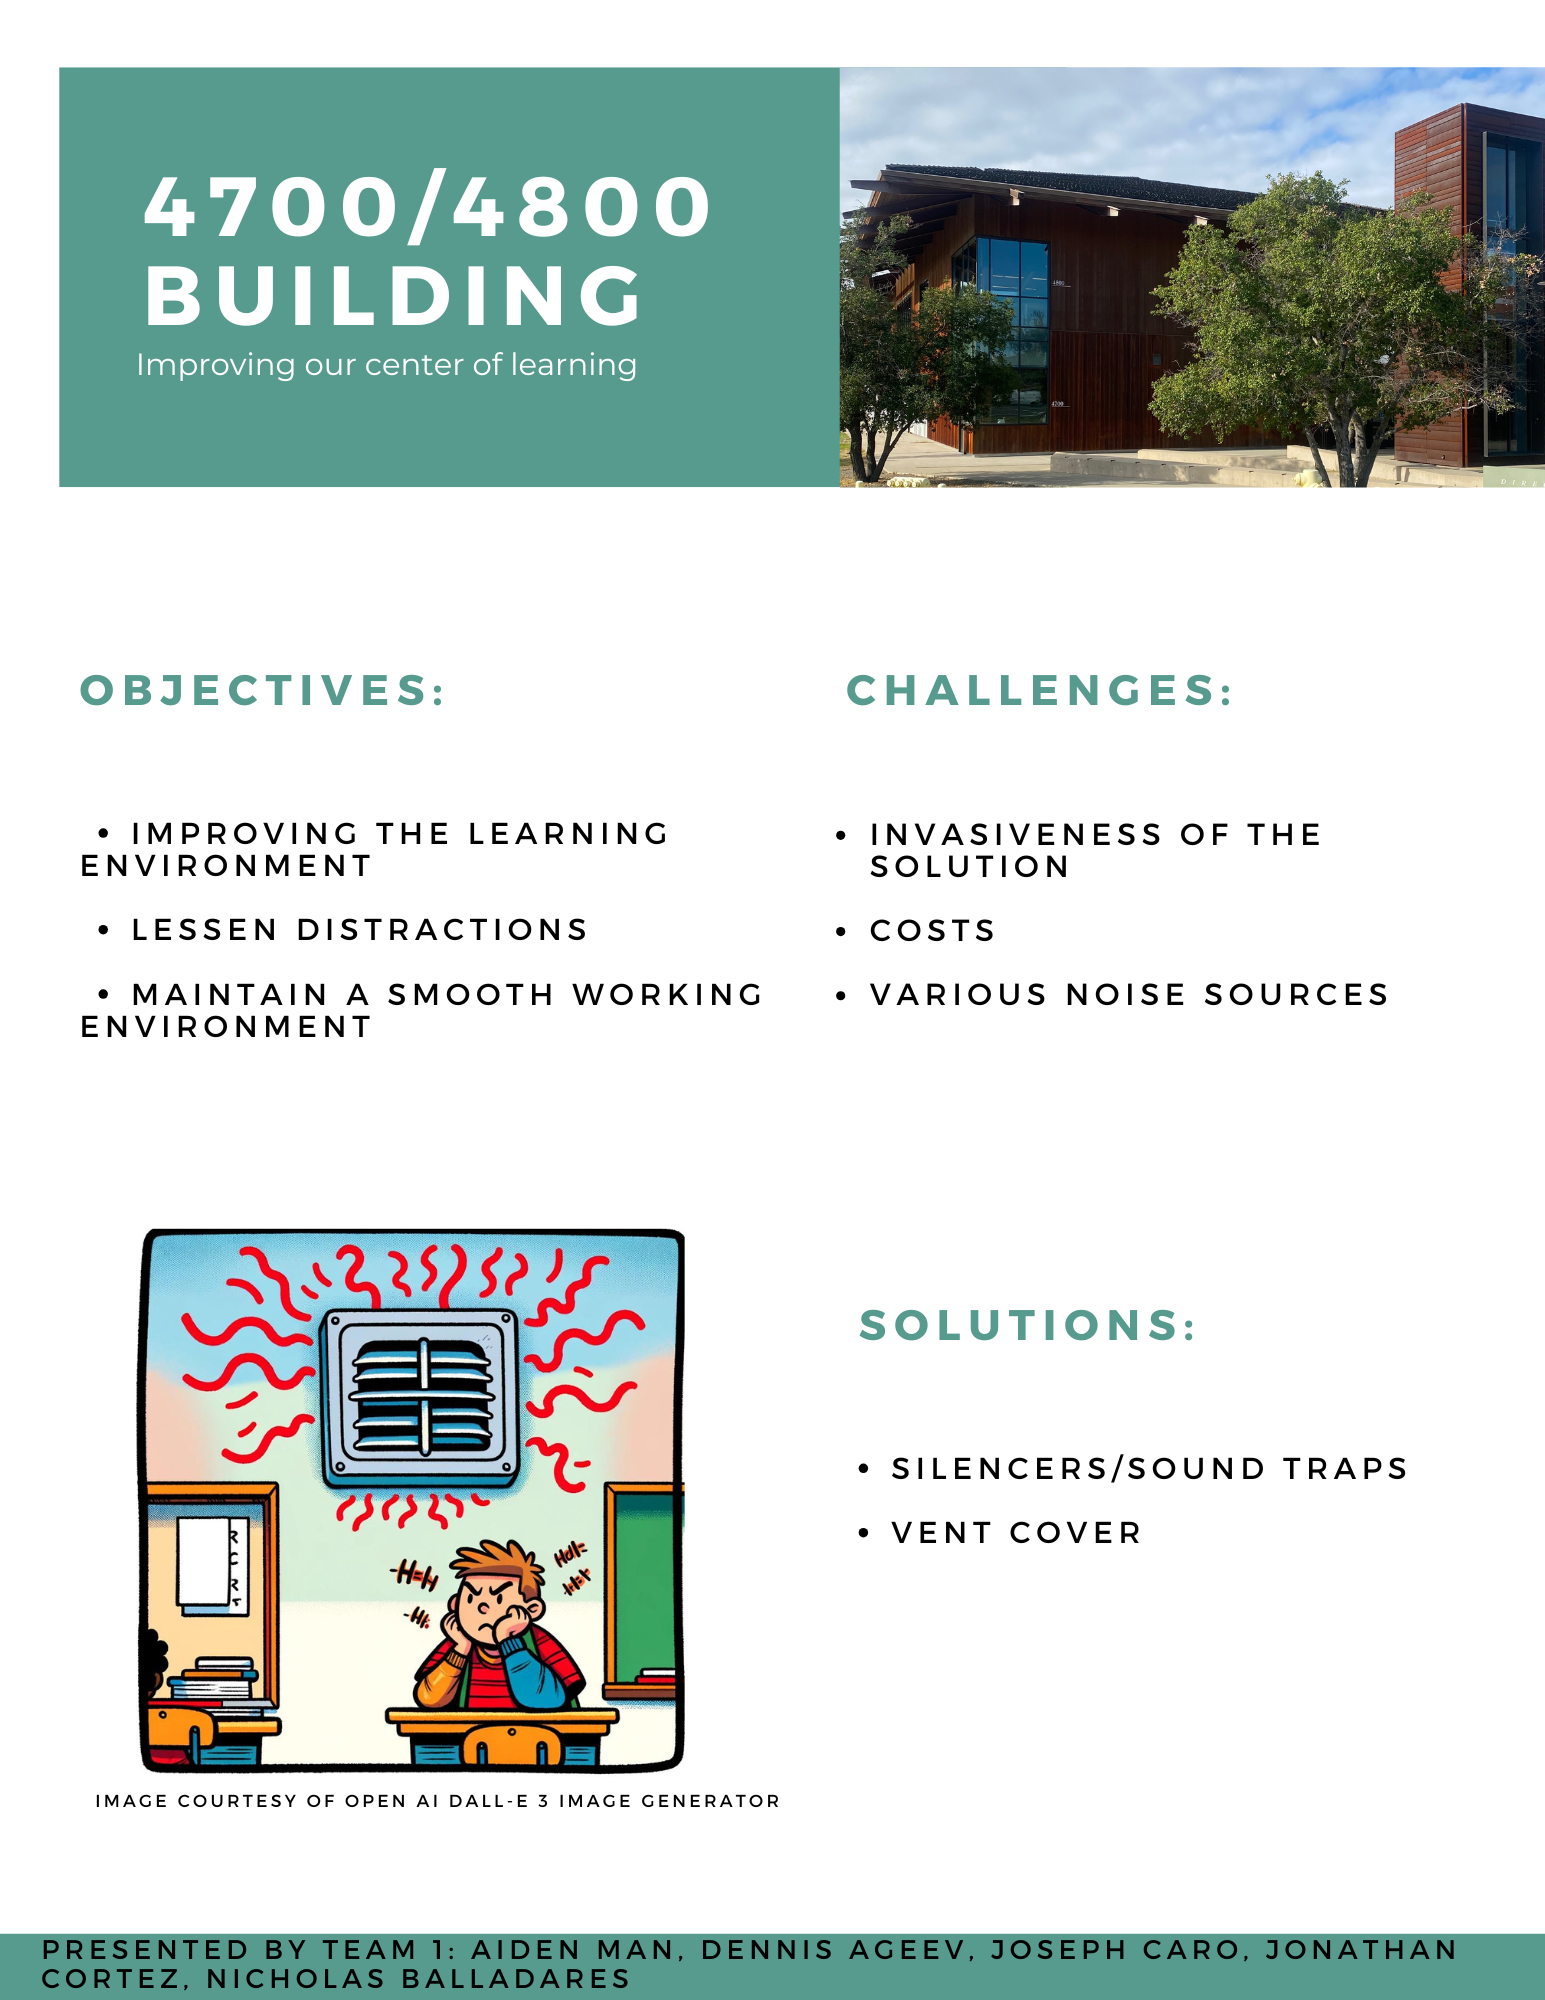 4700/4800
BUILDING
Improving our center of learning
4800
4700
DIRE
OBJECTIVES:
• IMPROVING THE LEARNING
ENVIRONMENT
• LESSEN DISTRACTIONS
• MAINTAIN A SMOOTH WORKING
ENVIRONMENT
CHALLENGES:
• INVASIVENESS OF THE
SOLUTION
• COSTS
• VARIOUS NOISE SOURCES
SOLUTIONS:
• SILENCERS/SOUND TRAPS
• VENT COVER
IMAGE COURTESY OF OPEN AI DALL-E 3 IMAGE GENERATOR
PRESENTED BY TEAM 1: AIDEN MAN, DENNIS AGEEV, JOSEPH CARO, JONATHAN
CORTEZ, NICHOLAS BALLADARES